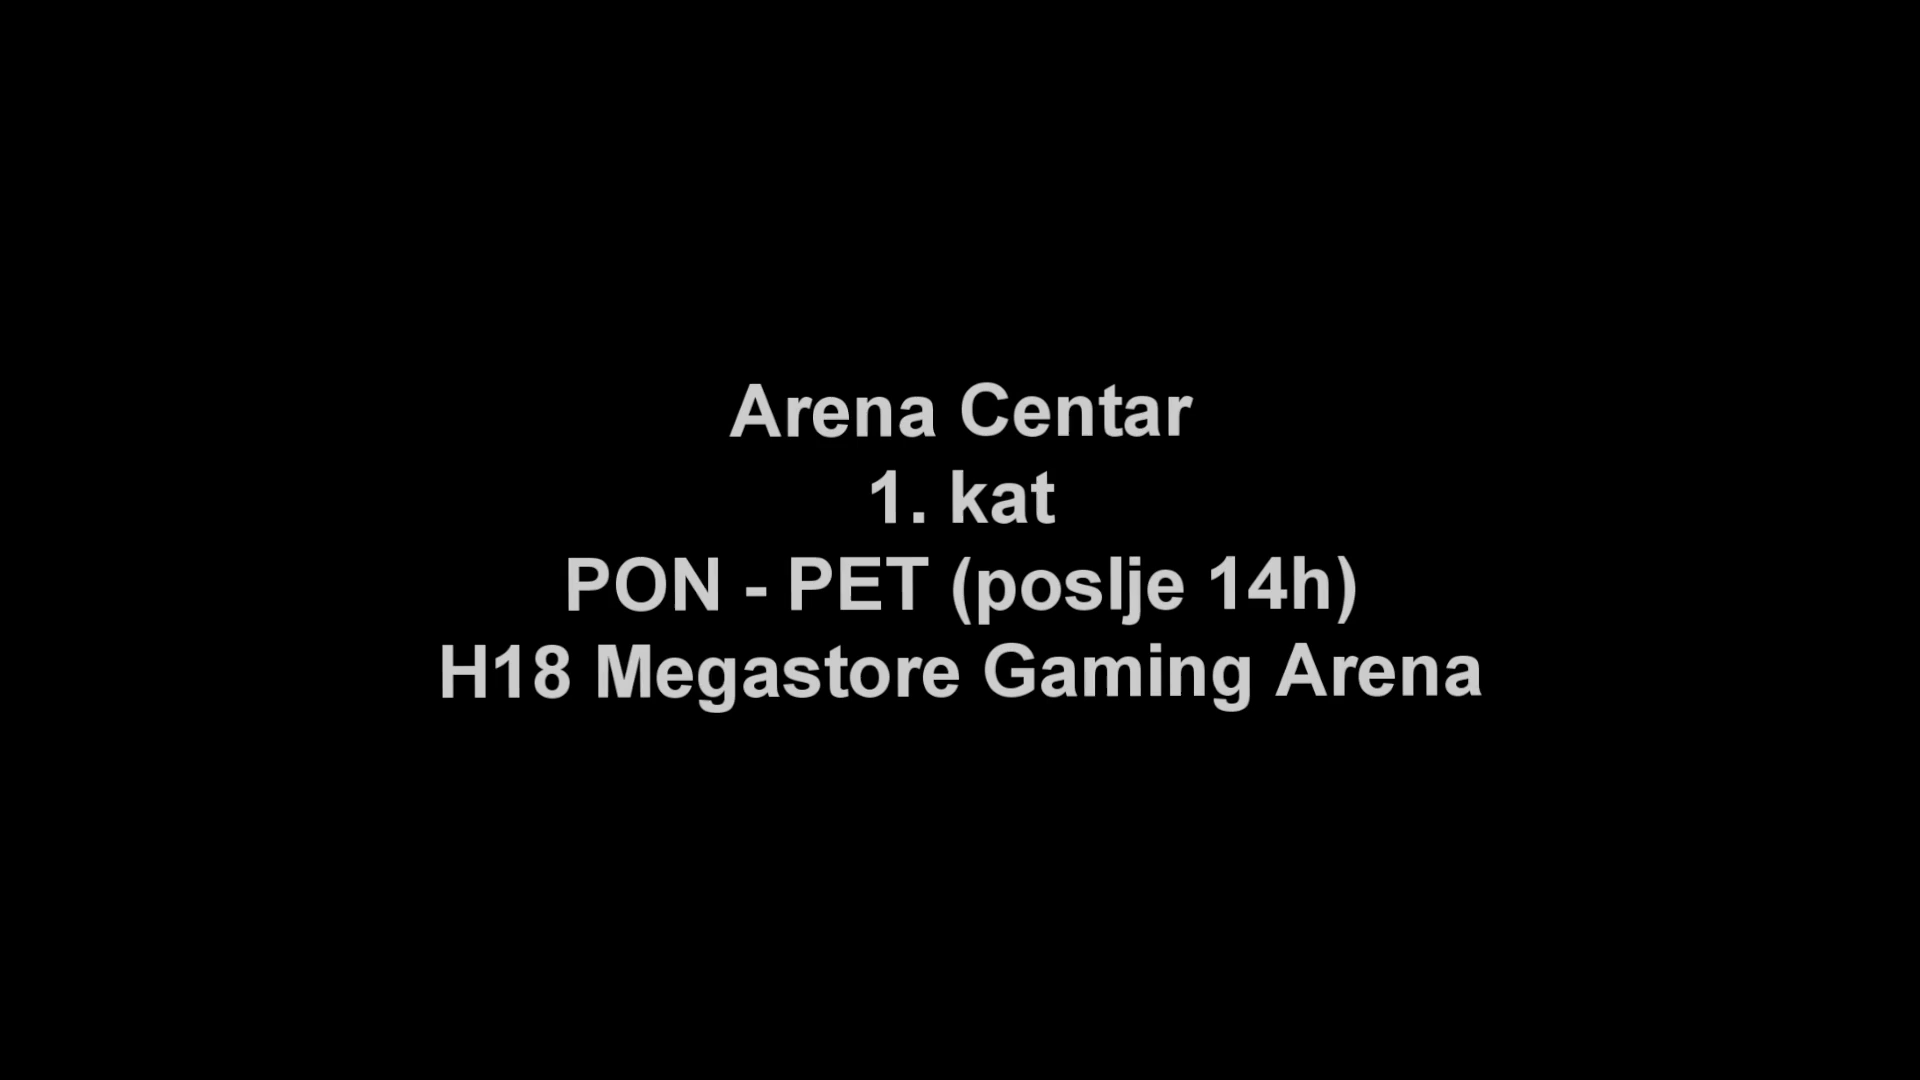 Arena Centar
1. kat
PON - PET (poslje 14h)
H18 Megastore Gaming Arena